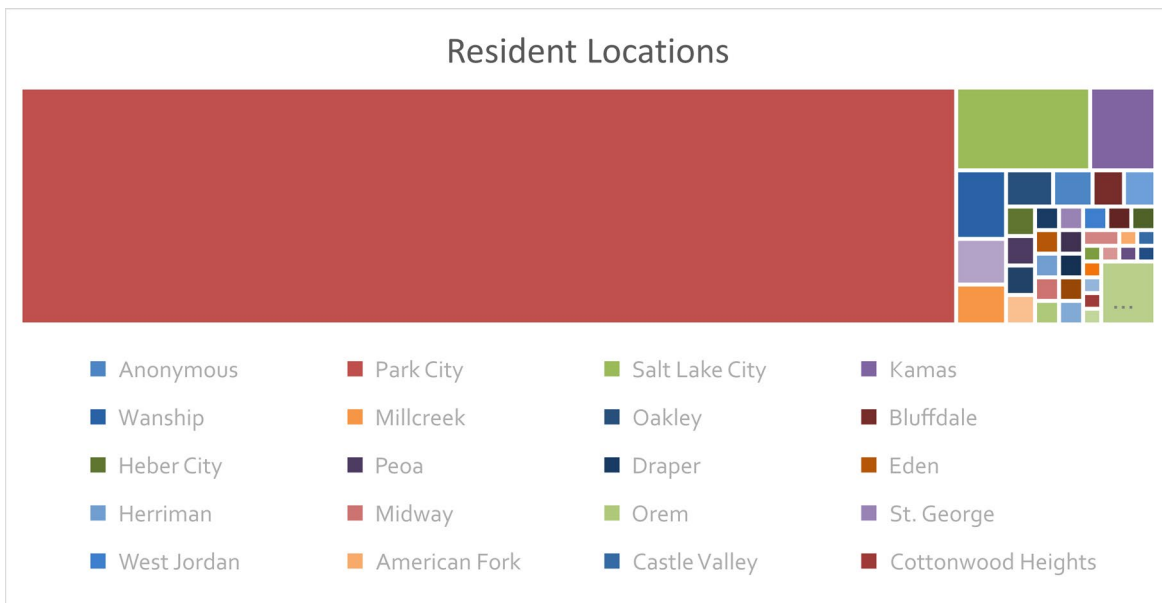 Resident Locations
...
Anonymous Park City Salt Lake City Kamas
Wanship Millcreek Oakley Bluffdale
Heber City Peoa Draper Eden
Herriman Midway Orem St. George
West Jordan American Fork Castle Valley Cottonwood Heights